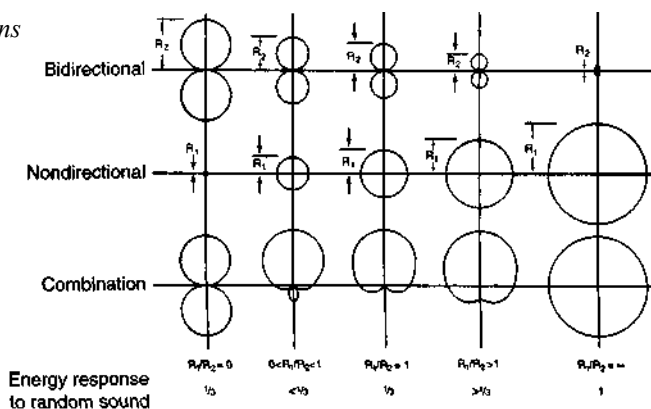 ns
R2 R2 R2 R2 R2
Bidirectional
R1 R1 R1 R1 R1
Nondirectional
Combination
R1/R2 = 0 0<R1/R2<1 R1/R2 = 1 R1/R2 >1 R1/R2 = ∞
Energy response
to random sound
1/3 <1/3 1/3 >1/3 1